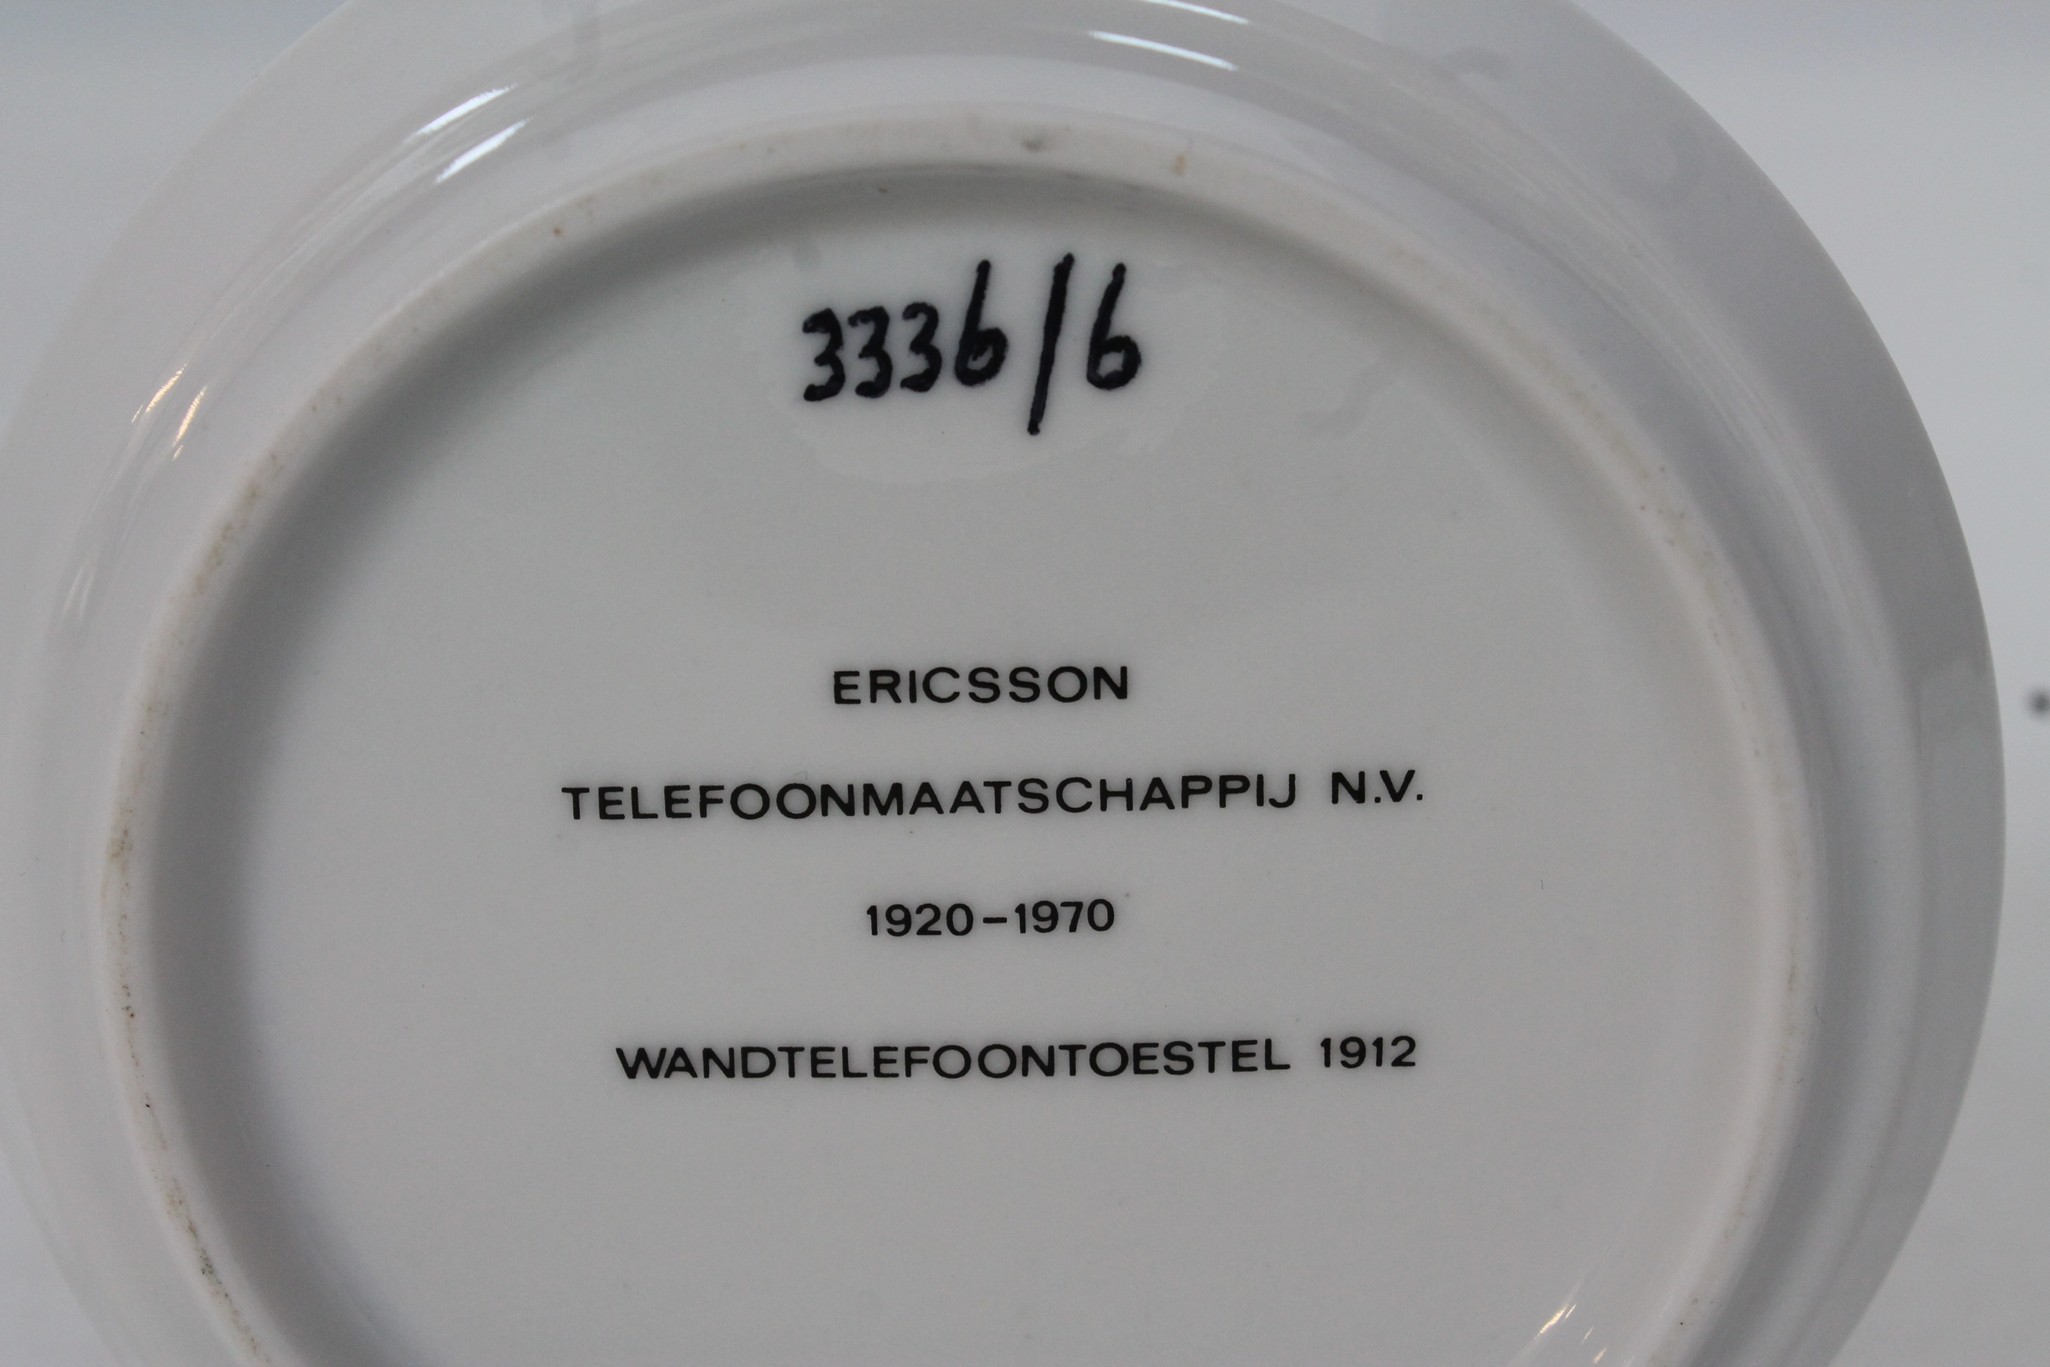 3336/6
ERICSSON
TELEFOONMAATSCHAPPIJ N.V.
1920-1970
WANDTELEFOONTOESTEL 1912